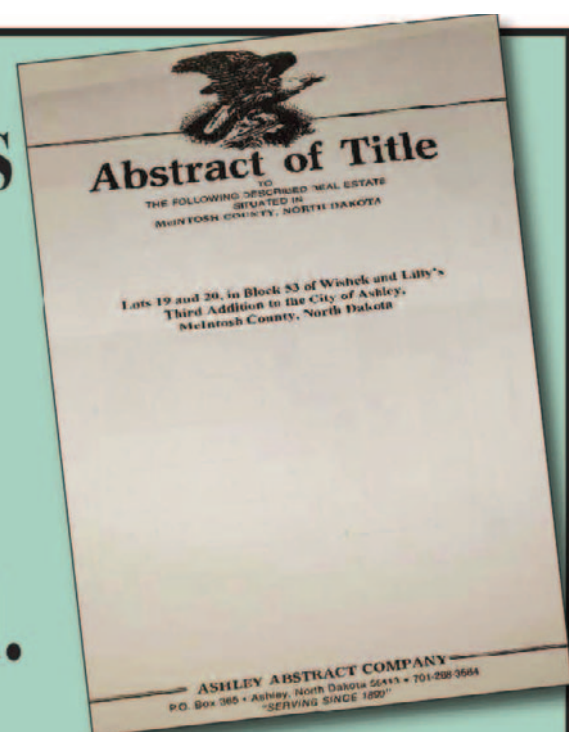 S
Abstract of Title
TO
THE FOLLOWING DESCRIBED REAL ESTATE
SITUATED IN
McINTOSH COUNTY, NORTH DAKOTA
Lots 19 and 20, in Block 53 of Wishek and Lilly's
Third Addition to the City of Ashley,
McIntosh County, North Dakota
.
ASHLEY ABSTRACT COMPANY
P.O. Box 365 • Ashley, North Dakota 58413 • 701-288-3564
"SERVING SINCE 1890"